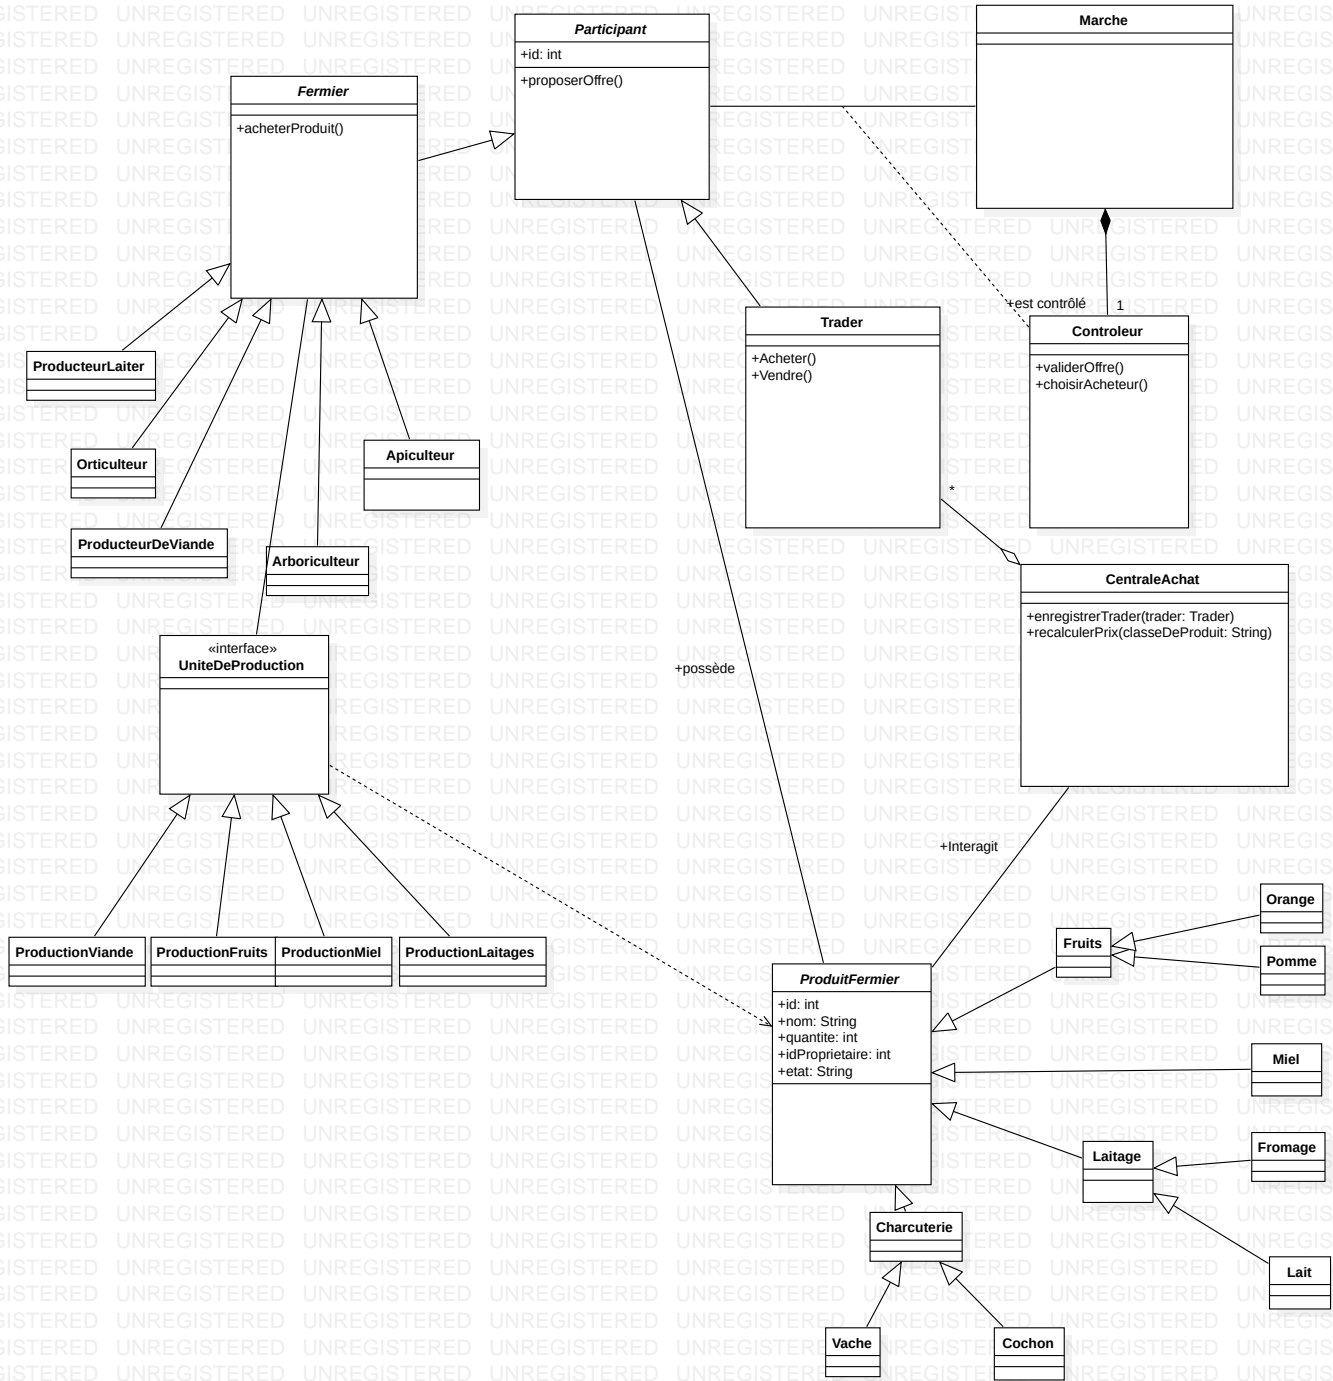 Participant
+id: int
+proposerOffre()
Marche
Fermier
+acheterProduit()
+est contrôlé
1
Trader
+Acheter()
+Vendre()
Controleur
+validerOffre()
+choisirAcheteur()
ProducteurLaiter
Orticulteur
Apiculteur
*
ProducteurDeViande
Arboriculteur
CentraleAchat
+enregistrerTrader(trader: Trader)
+recalculerPrix(classeDeProduit: String)
«interface»
UniteDeProduction
+possède
+Interagit
ProductionViande
ProductionFruits
ProductionMiel
ProductionLaitages
Orange
Fruits
Pomme
ProduitFermier
+id: int
+nom: String
+quantite: int
+idProprietaire: int
+etat: String
Miel
Laitage
Fromage
Charcuterie
Lait
Vache
Cochon
UNREGISTERED